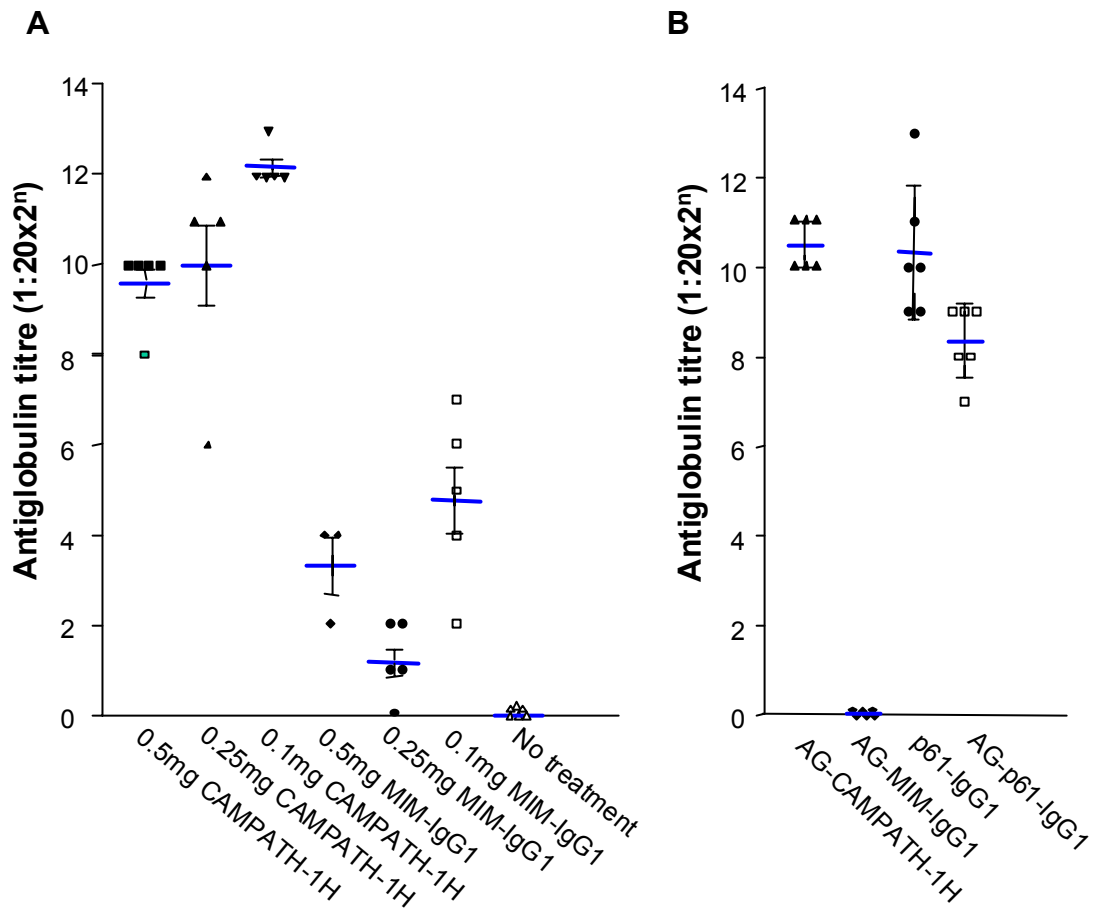 A
Antiglobulin titre (1:20x2ⁿ)
14
12
10
8
6
4
2
0
0.5mg CAMPATH-1H
0.25mg CAMPATH-1H
0.1mg CAMPATH-1H
0.5mg MIM-IgG1
0.25mg MIM-IgG1
0.1mg MIM-IgG1
No treatment
B
Antiglobulin titre (1:20x2ⁿ)
14
12
10
8
6
4
2
0
AG-CAMPATH-1H
AG-MIM-IgG1
p61-IgG1
AG-p61-IgG1